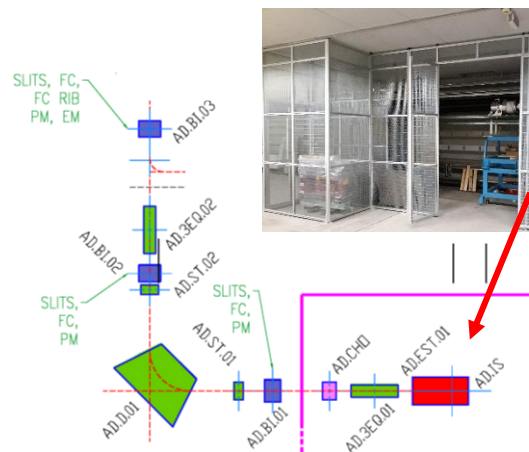 SLITS, FC,
FC RIB
PM, EM
AD.BI.03
AD.3EQ.02
AD.BI.02
AD.ST.02
SLITS,
FC,
PM
SLITS,
FC,
PM
AD.ST.01
AD.CHO
AD.EST.01
AD.IS
AD.D.01
AD.BI.01
AD.3EQ.01